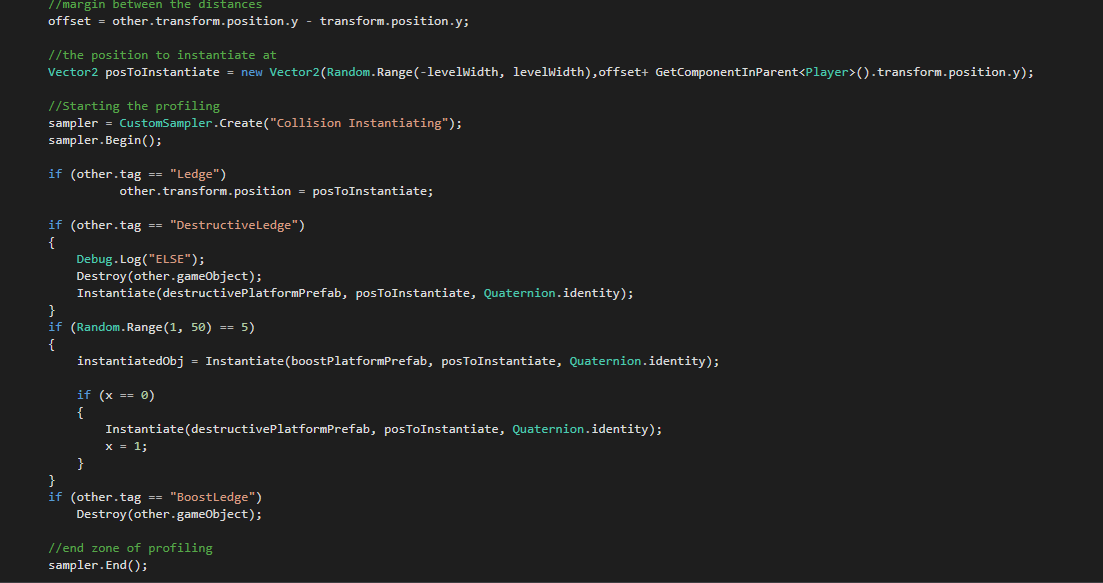 //margin between the distances
offset = other.transform.position.y - transform.position.y;
//the position to instantiate at
Vector2 posToInstantiate = new Vector2(Random.Range(-levelWidth, levelWidth),offset+ GetComponentInParent<Player>().transform.position.y);
//Starting the profiling
sampler = CustomSampler.Create("Collision Instantiating");
sampler.Begin();
if (other.tag == "Ledge")
other.transform.position = posToInstantiate;
if (other.tag == "DestructiveLedge")
{
Debug.Log("ELSE");
Destroy(other.gameObject);
Instantiate(destructivePlatformPrefab, posToInstantiate, Quaternion.identity);
}
if (Random.Range(1, 50) == 5)
{
instantiatedObj = Instantiate(boostPlatformPrefab, posToInstantiate, Quaternion.identity);
if (x == 0)
{
Instantiate(destructivePlatformPrefab, posToInstantiate, Quaternion.identity);
x = 1;
}
}
if (other.tag == "BoostLedge")
Destroy(other.gameObject);
//end zone of profiling
sampler.End();